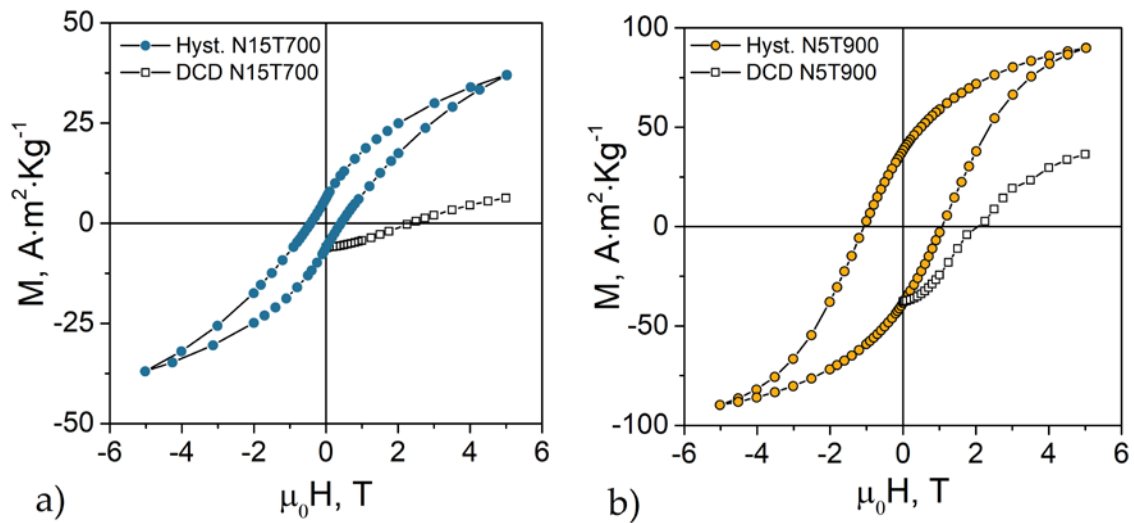 50
25
0
-25
-50
M, A·m²·Kg⁻¹
Hyst. N15T700
DCD N15T700
-6 -4 -2 0 2 4 6
μ₀H, T
a)
100
50
0
-50
-100
M, A·m²·Kg⁻¹
Hyst. N5T900
DCD N5T900
-6 -4 -2 0 2 4 6
μ₀H, T
b)